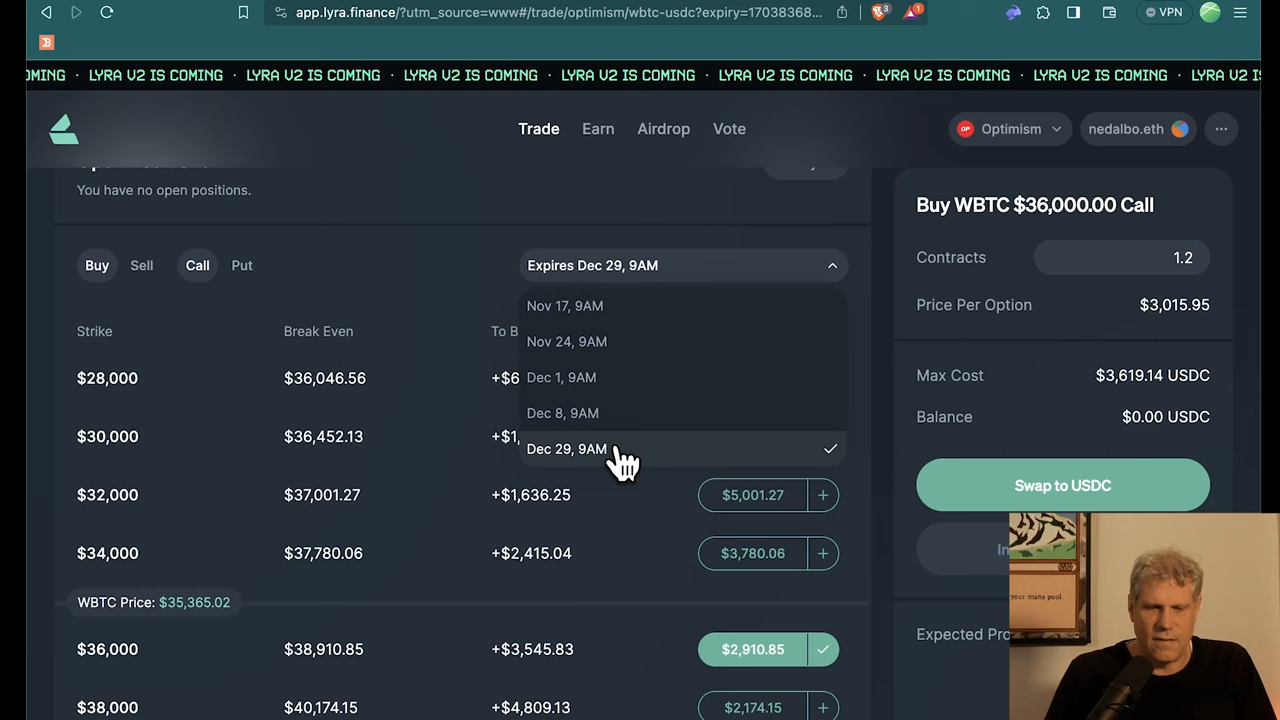 app.lyra.finance/?utm_source=www#/trade/optimism/wbtc-usdc?expiry=17038368...
3
1
VPN
B
OMING · LYRA V2 IS COMING · LYRA V2 IS COMING · LYRA V2 IS COMING · LYRA V2 IS COMING · LYRA V2 IS COMING · LYRA V2 IS COMING · LYRA V2 IS COMING · LYRA V2 IS
Trade Earn Airdrop Vote
OP Optimism nedalbo.eth ...
You have no open positions.
Buy WBTC $36,000.00 Call
Buy Sell Call Put
Expires Dec 29, 9AM
Contracts 1.2
Nov 17, 9AM
Price Per Option $3,015.95
Strike Break Even To B
Nov 24, 9AM
$28,000 $36,046.56 +$6
Dec 1, 9AM
Max Cost $3,619.14 USDC
Dec 8, 9AM
Balance $0.00 USDC
$30,000 $36,452.13 +$1,
Dec 29, 9AM
Swap to USDC
$32,000 $37,001.27 +$1,636.25 $5,001.27 +
$34,000 $37,780.06 +$2,415.04 $3,780.06 +
In
your mana pool.
WBTC Price: $35,365.02
Expected Pro
$36,000 $38,910.85 +$3,545.83 $2,910.85
$38,000 $40,174.15 +$4,809.13 $2,174.15 +